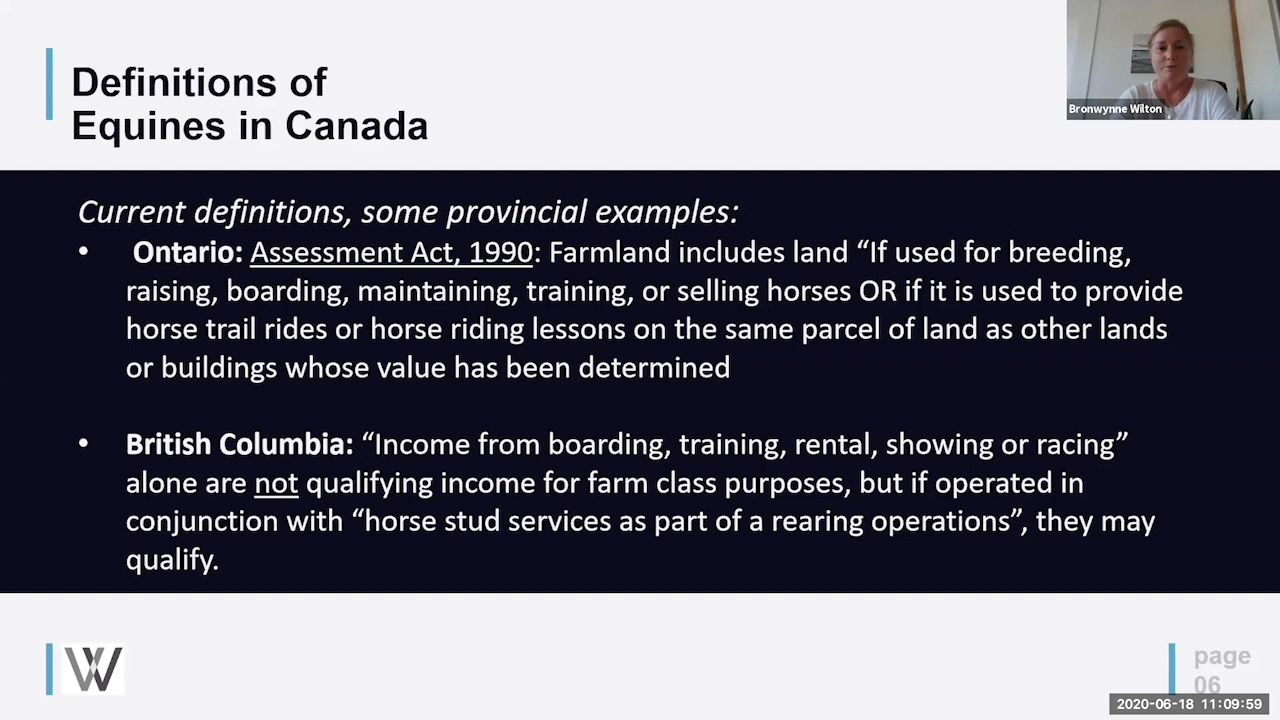 Definitions of
Equines in Canada
Bronwynne Wilton
Current definitions, some provincial examples:
• Ontario: Assessment Act, 1990: Farmland includes land “If used for breeding,
raising, boarding, maintaining, training, or selling horses OR if it is used to provide
horse trail rides or horse riding lessons on the same parcel of land as other lands
or buildings whose value has been determined
• British Columbia: “Income from boarding, training, rental, showing or racing”
alone are not qualifying income for farm class purposes, but if operated in
conjunction with “horse stud services as part of a rearing operations”, they may
qualify.
W
page
06
2020-06-18 11:09:59